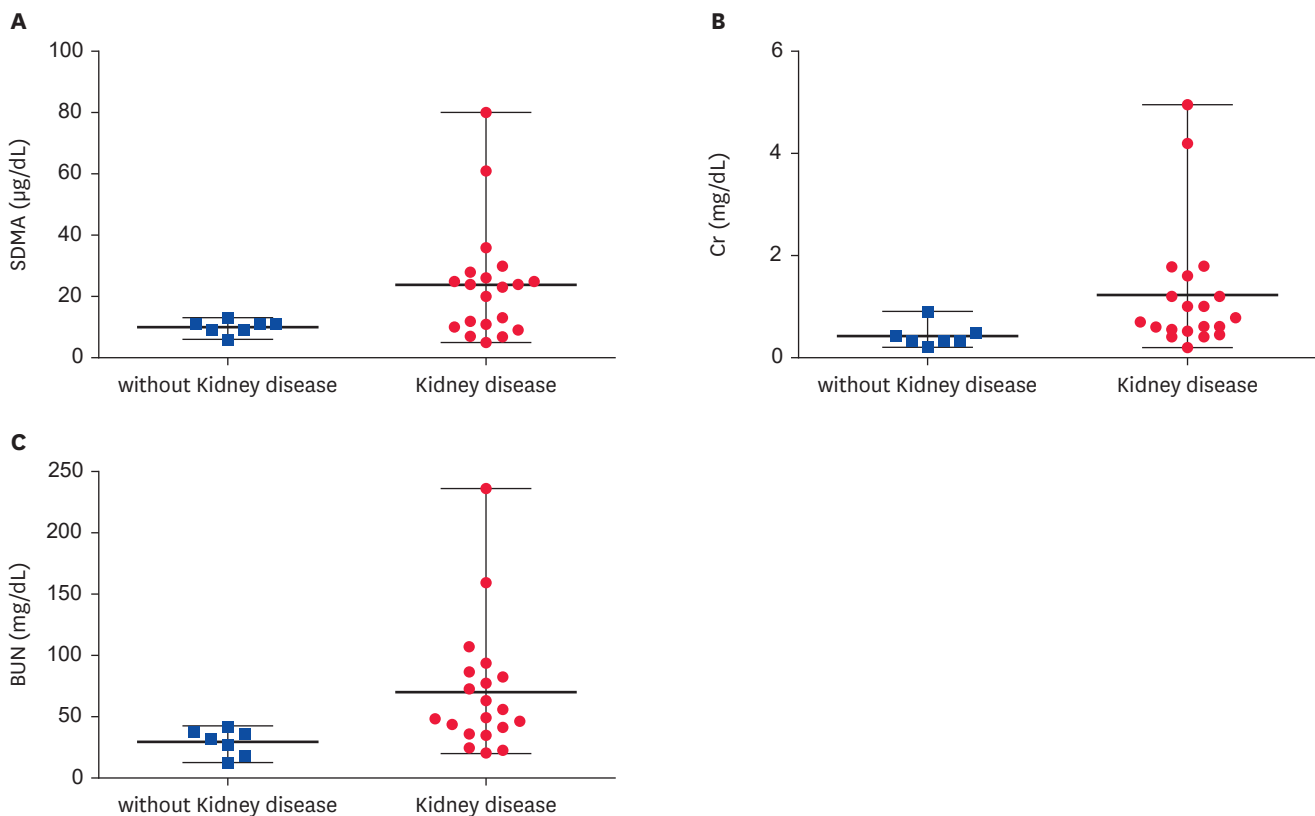 A
100
80
60
40
20
0
SDMA (µg/dL)
without Kidney disease
Kidney disease
B
6
4
2
0
Cr (mg/dL)
without Kidney disease
Kidney disease
C
250
200
150
100
50
0
BUN (mg/dL)
without Kidney disease
Kidney disease